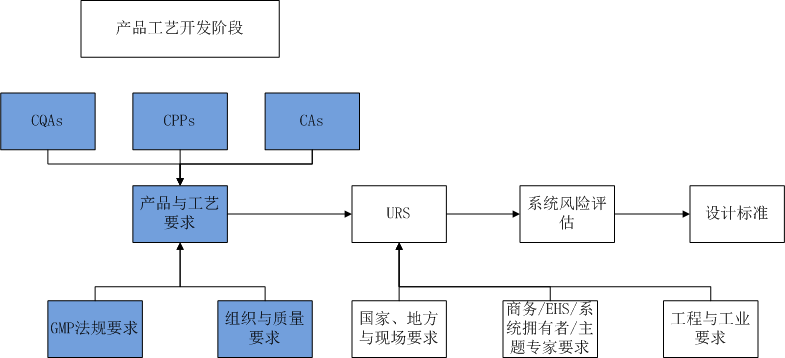 产品工艺开发阶段
CQAs
CPPs
CAs
产品与工艺
要求
URS
系统风险评
估
设计标准
GMP法规要求
组织与质量
要求
国家、地方
与现场要求
商务/EHS/系
统拥有者/主
题专家要求
工程与工业
要求